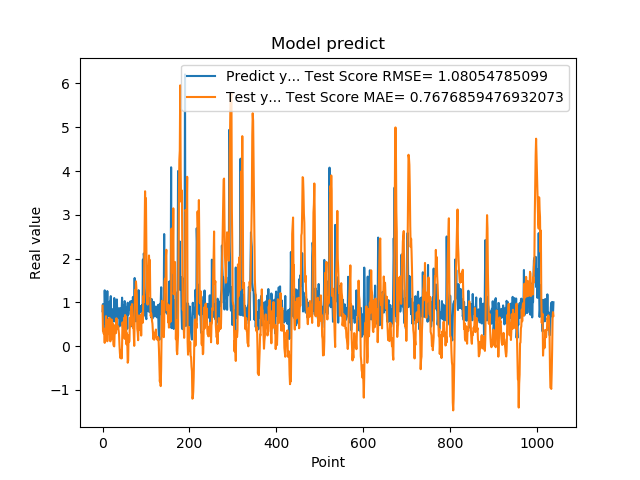 Model predict
Predict y... Test Score RMSE= 1.08054785099
Test y... Test Score MAE= 0.7676859476932073
6
5
4
3
2
1
0
−1
Real value
0 200 400 600 800 1000
Point